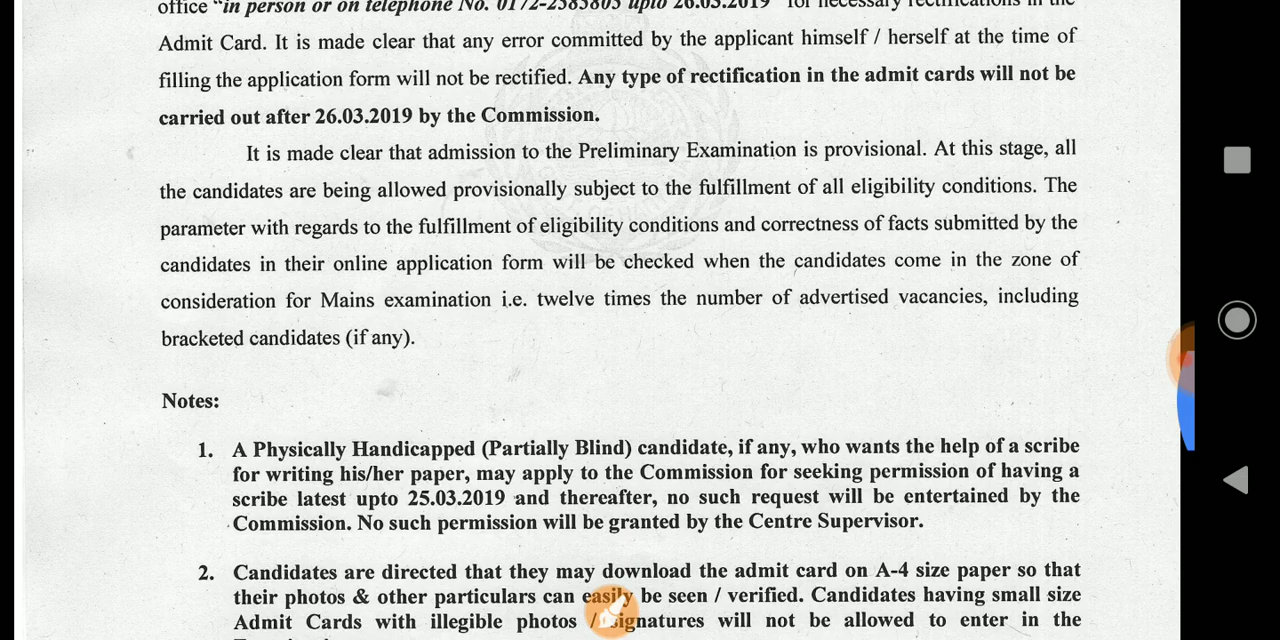 office "in person or on telephone No. 0172-2585803 upto 26.03.2019" for necessary rectifications in the
Admit Card. It is made clear that any error committed by the applicant himself / herself at the time of
filling the application form will not be rectified. Any type of rectification in the admit cards will not be
carried out after 26.03.2019 by the Commission.
It is made clear that admission to the Preliminary Examination is provisional. At this stage, all
the candidates are being allowed provisionally subject to the fulfillment of all eligibility conditions. The
parameter with regards to the fulfillment of eligibility conditions and correctness of facts submitted by the
candidates in their online application form will be checked when the candidates come in the zone of
consideration for Mains examination i.e. twelve times the number of advertised vacancies, including
bracketed candidates (if any).
Notes:
1. A Physically Handicapped (Partially Blind) candidate, if any, who wants the help of a scribe
for writing his/her paper, may apply to the Commission for seeking permission of having a
scribe latest upto 25.03.2019 and thereafter, no such request will be entertained by the
Commission. No such permission will be granted by the Centre Supervisor.
2. Candidates are directed that they may download the admit card on A-4 size paper so that
their photos & other particulars can easily be seen / verified. Candidates having small size
Admit Cards with illegible photos / signatures will not be allowed to enter in the